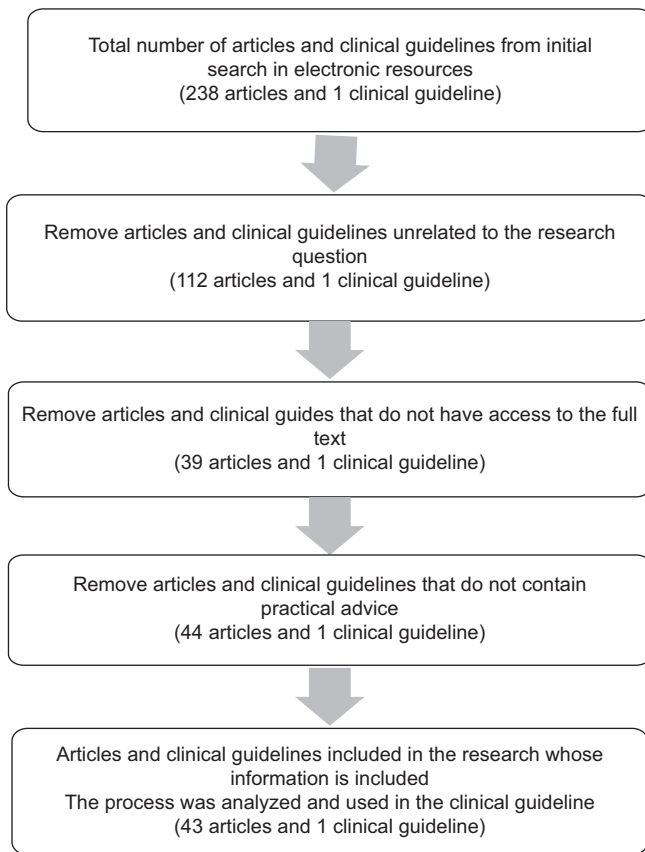 Total number of articles and clinical guidelines from initial
search in electronic resources
(238 articles and 1 clinical guideline)
Remove articles and clinical guidelines unrelated to the research
question
(112 articles and 1 clinical guideline)
Remove articles and clinical guides that do not have access to the full
text
(39 articles and 1 clinical guideline)
Remove articles and clinical guidelines that do not contain
practical advice
(44 articles and 1 clinical guideline)
Articles and clinical guidelines included in the research whose
information is included
The process was analyzed and used in the clinical guideline
(43 articles and 1 clinical guideline)